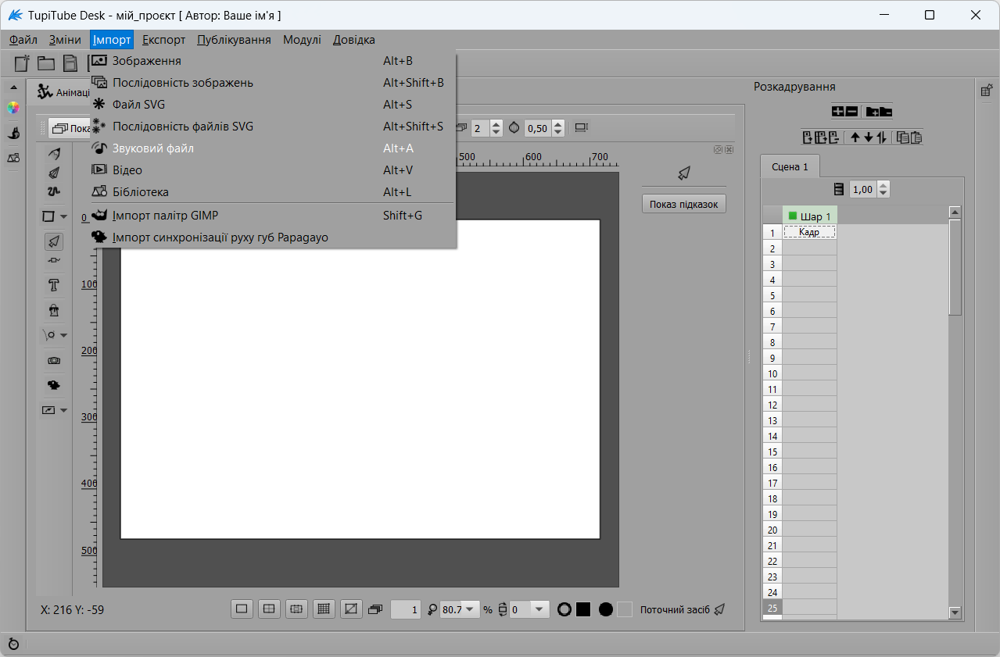 TupiTube Desk - мій_проєкт [ Автор: Ваше ім'я ]
Файл Зміни Імпорт Експорт Публікування Модулі Довідка
Зображення Alt+B
Послідовність зображень Alt+Shift+B
Файл SVG Alt+S
Послідовність файлів SVG Alt+Shift+S
Звуковий файл Alt+A
Відео Alt+V
Бібліотека Alt+L
Імпорт палітр GIMP Shift+G
Імпорт синхронізації руху губ Papagayo
Анімаці
Пока
2 0,50
500 600 700
0
100
200
300
400
500
Показ підказок
Розкадрування
Сцена 1
1,00
Шар 1
1 Кадр
2
3
4
5
6
7
8
9
10
11
12
13
14
15
16
17
18
19
20
21
22
23
24
25
X: 216 Y: -59
1 80.7 % 0 Поточний засіб